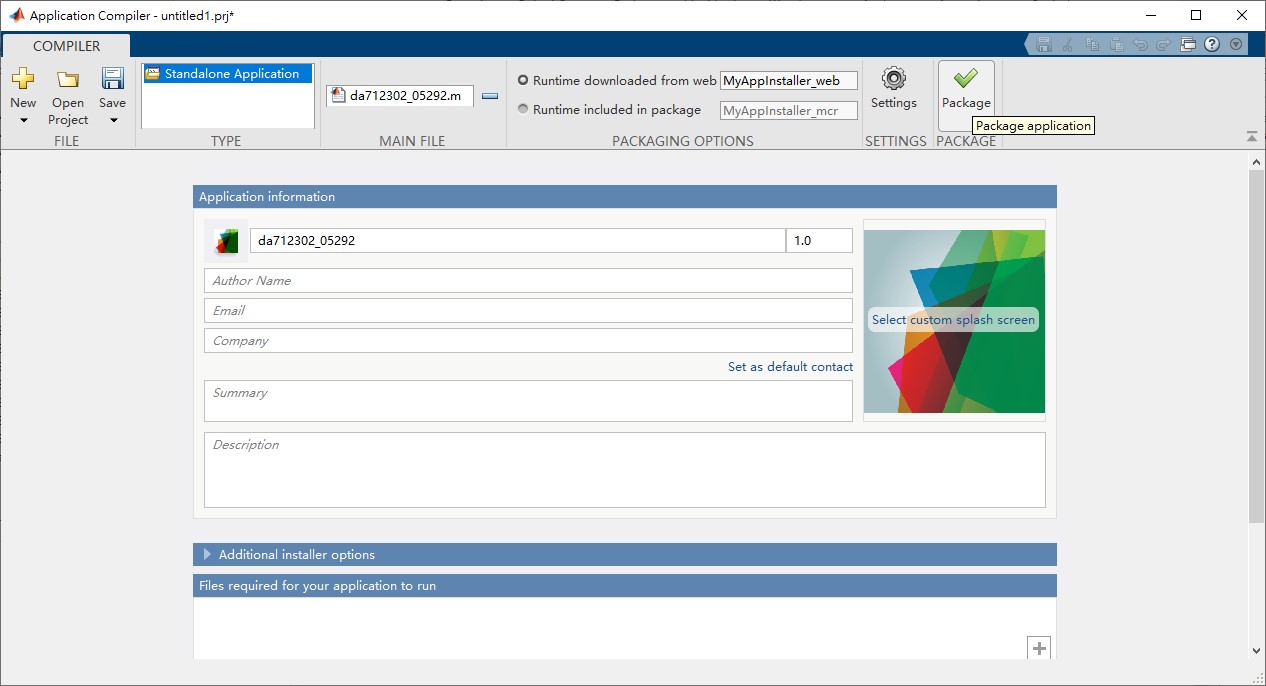 Application Compiler - untitled1.prj*
COMPILER
New
Open Project
Save
FILE
Standalone Application
TYPE
da712302_05292.m
MAIN FILE
Runtime downloaded from web MyAppInstaller_web
Runtime included in package MyAppInstaller_mcr
PACKAGING OPTIONS
Settings
SETTINGS
Package
PACKAGE
Package application
Application information
da712302_05292 1.0
Author Name
Email
Company
Set as default contact
Summary
Select custom splash screen
Description
Additional installer options
Files required for your application to run